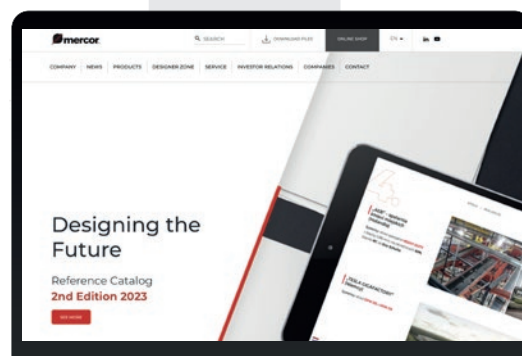 mercor
SEARCH
DOWNLOAD FILES
ONLINE SHOP
EN
in
COMPANY NEWS PRODUCTS DESIGNER ZONE SERVICE INVESTOR RELATIONS COMPANIES CONTACT
Designing the
Future
Reference Catalog
2nd Edition 2023
SEE MORE